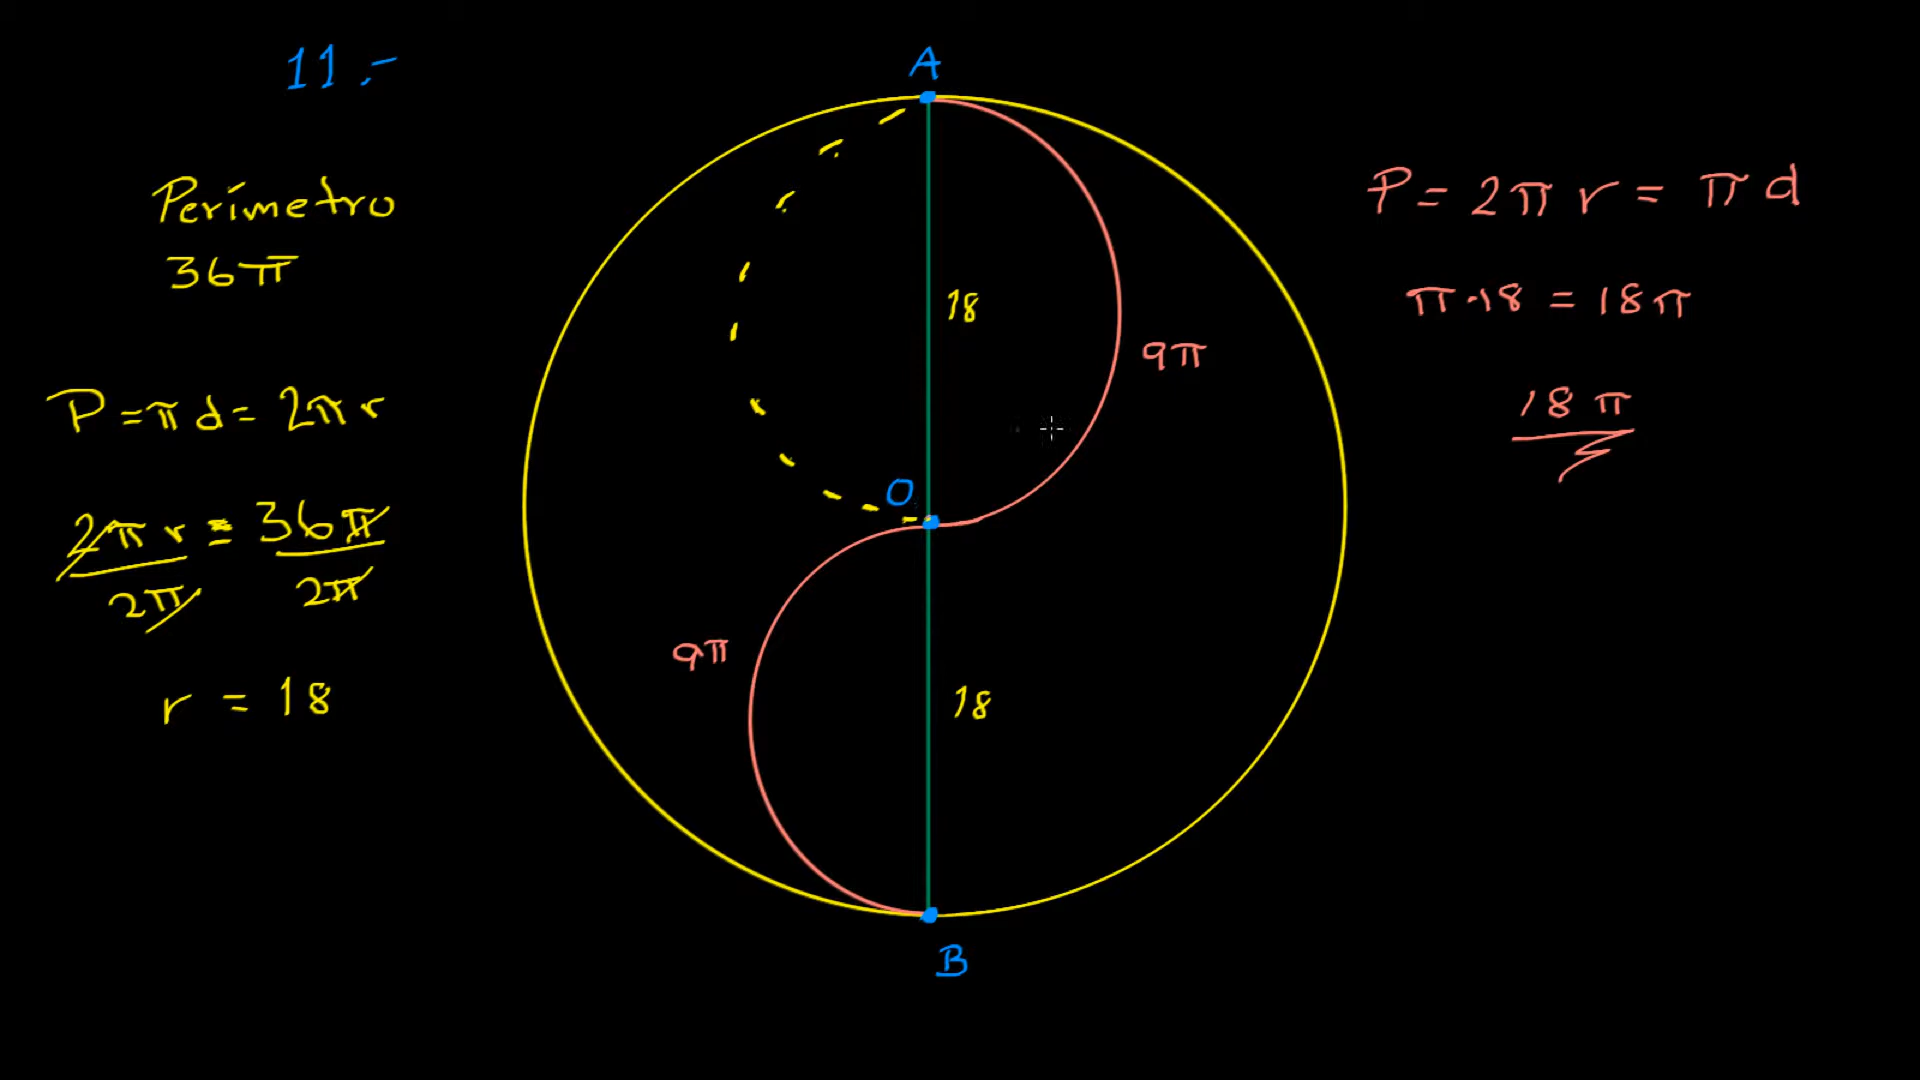 11.-
Perímetro
36π
P = π d = 2π r
2π r = 36π
2π 2π
r = 18
A
18
9π
O
9π
18
B
P = 2π r = π d
π · 18 = 18π
18 π